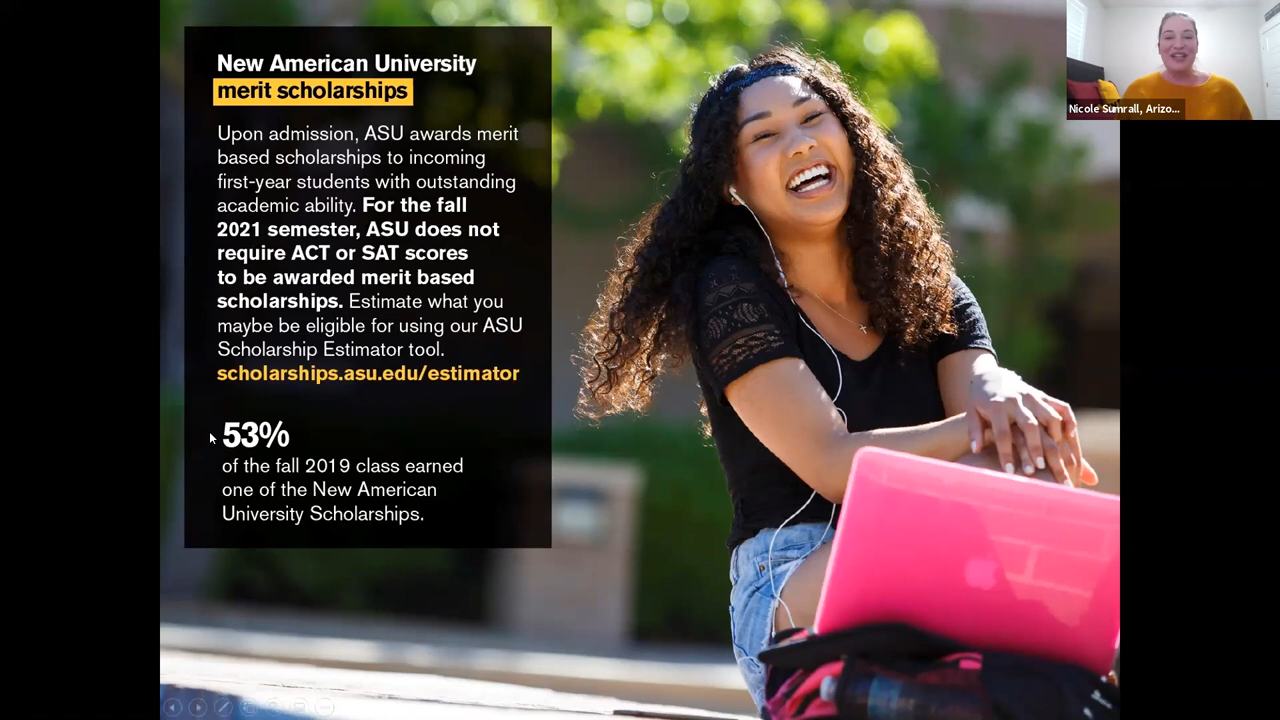 New American University
merit scholarships
Upon admission, ASU awards merit
based scholarships to incoming
first-year students with outstanding
academic ability. For the fall
2021 semester, ASU does not
require ACT or SAT scores
to be awarded merit based
scholarships. Estimate what you
maybe be eligible for using our ASU
Scholarship Estimator tool.
scholarships.asu.edu/estimator
53%
of the fall 2019 class earned
one of the New American
University Scholarships.
Nicole Sumrall, Arizo...